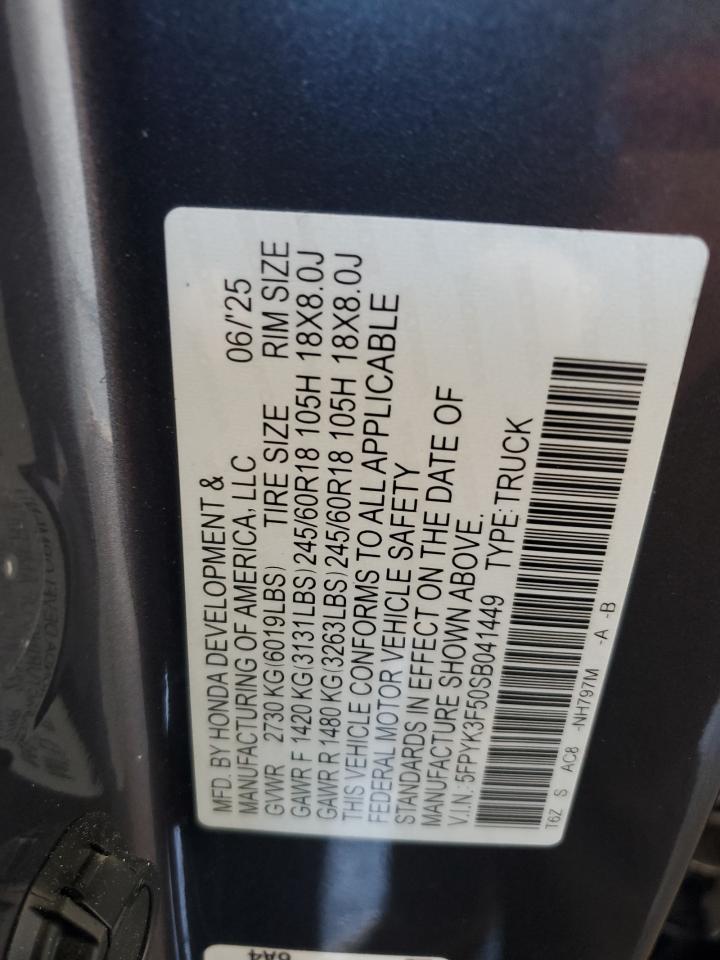 MFD. BY HONDA DEVELOPMENT &
MANUFACTURING OF AMERICA, LLC 06/'25
GVWR 2730 KG(6019LBS) TIRE SIZE RIM SIZE
GAWR F 1420 KG(3131LBS)245/60R18 105H 18X8.0J
GAWR R 1480 KG(3263LBS)245/60R18 105H 18X8.0J
THIS VEHICLE CONFORMS TO ALL APPLICABLE
FEDERAL MOTOR VEHICLE SAFETY
STANDARDS IN EFFECT ON THE DATE OF
MANUFACTURE SHOWN ABOVE.
V.I.N.:5FPYK3F50SB041449 TYPE:TRUCK
T6Z S AC8 -NH797M -A -B